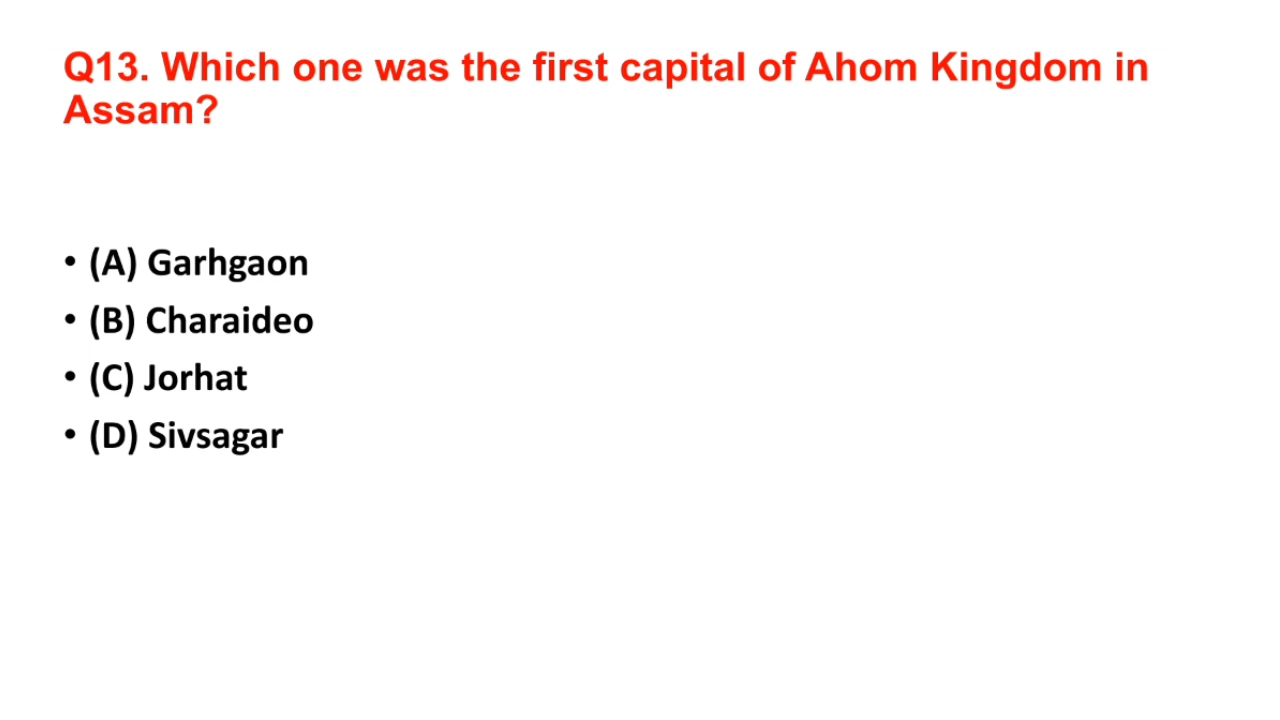 Q13. Which one was the first capital of Ahom Kingdom in
Assam?
• (A) Garhgaon
• (B) Charaideo
• (C) Jorhat
• (D) Sivsagar